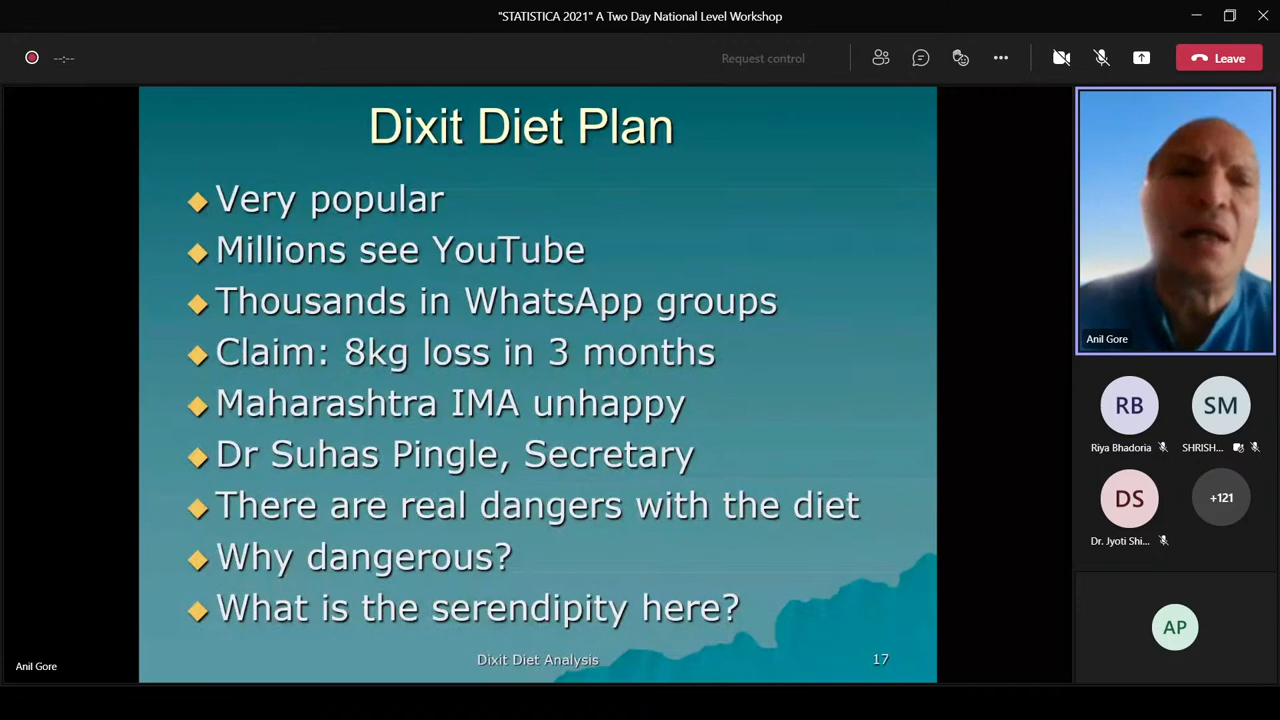 "STATISTICA 2021" A Two Day National Level Workshop
--:--
Request control
Leave
Dixit Diet Plan
Very popular
Millions see YouTube
Thousands in WhatsApp groups
Claim: 8kg loss in 3 months
Maharashtra IMA unhappy
Dr Suhas Pingle, Secretary
There are real dangers with the diet
Why dangerous?
What is the serendipity here?
Dixit Diet Analysis
17
Anil Gore
Anil Gore
RB
SM
Riya Bhadoria
SHRISH...
DS
+121
Dr. Jyoti Shi...
AP